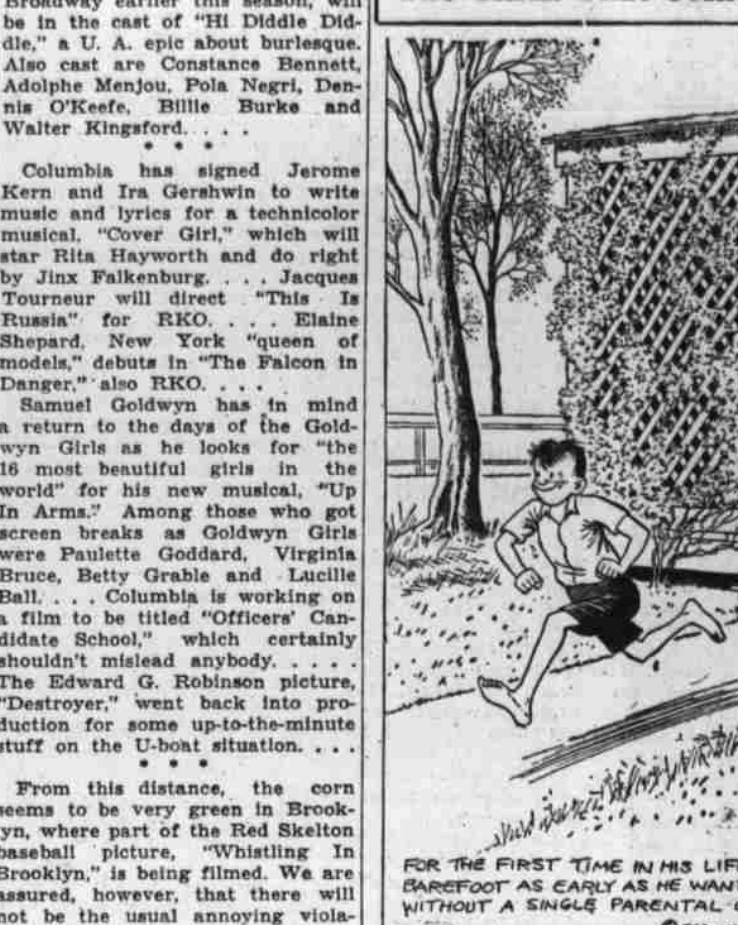 Broadway earlier this season, will
be in the cast of "Hi Diddle Did-
dle," a U. A. epic about burlesque.
Also cast are Constance Bennett,
Adolphe Menjou, Pola Negri, Den-
nis O'Keefe, Billie Burke and
Walter Kingsford. . . .
* * *
Columbia has signed Jerome
Kern and Ira Gershwin to write
music and lyrics for a technicolor
musical, "Cover Girl," which will
star Rita Hayworth and do right
by Jinx Falkenburg. . . . Jacques
Tourneur will direct "This Is
Russia" for RKO. . . . Elaine
Shepard, New York "queen of
models," debuts in "The Falcon in
Danger," also RKO. . . .
Samuel Goldwyn has in mind
a return to the days of the Gold-
wyn Girls as he looks for "the
16 most beautiful girls in the
world" for his new musical, "Up
In Arms." Among those who got
screen breaks as Goldwyn Girls
were Paulette Goddard, Virginia
Bruce, Betty Grable and Lucille
Ball. . . . Columbia is working on
a film to be titled "Officers' Can-
didate School," which certainly
shouldn't mislead anybody. . . . .
The Edward G. Robinson picture,
"Destroyer," went back into pro-
duction for some up-to-the-minute
stuff on the U-boat situation. . . .
* * *
From this distance, the corn
seems to be very green in Brook-
lyn, where part of the Red Skelton
baseball picture, "Whistling In
Brooklyn," is being filmed. We are
assured, however, that there will
not be the usual annoying viola-
FOR THE FIRST TIME IN HIS LIF
BAREFOOT AS EARLY AS HE WAN
WITHOUT A SINGLE PARENTAL